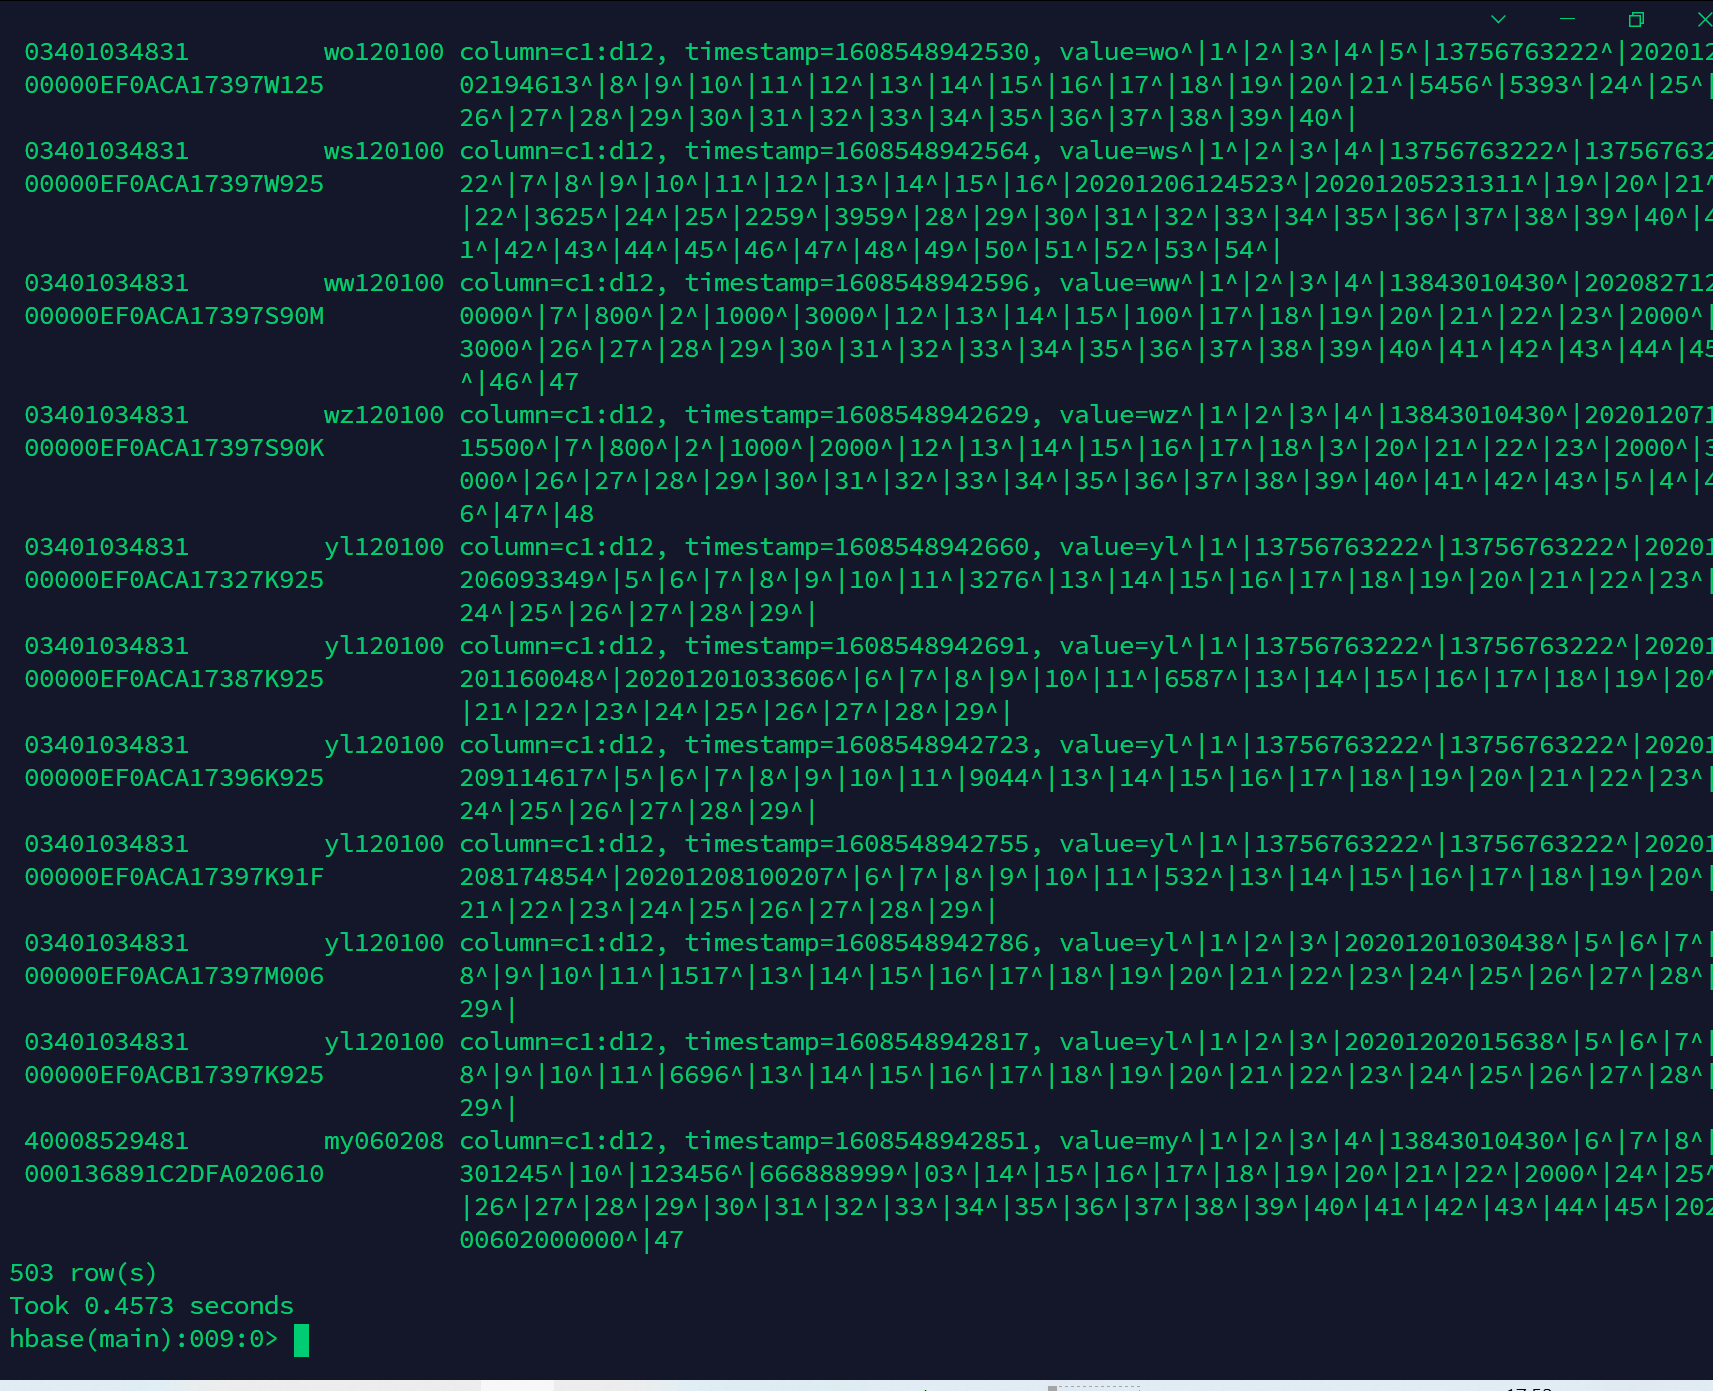 03401034831         wo120100 column=c1:d12, timestamp=1608548942530, value=wo^|1^|2^|3^|4^|5^|13756763222^|202012
00000EF0ACA17397W125         02194613^|8^|9^|10^|11^|12^|13^|14^|15^|16^|17^|18^|19^|20^|21^|5456^|5393^|24^|25^|
26^|27^|28^|29^|30^|31^|32^|33^|34^|35^|36^|37^|38^|39^|40^|
03401034831         ws120100 column=c1:d12, timestamp=1608548942564, value=ws^|1^|2^|3^|4^|13756763222^|137567632
00000EF0ACA17397W925         22^|7^|8^|9^|10^|11^|12^|13^|14^|15^|16^|20201206124523^|20201205231311^|19^|20^|21^
|22^|3625^|24^|25^|2259^|3959^|28^|29^|30^|31^|32^|33^|34^|35^|36^|37^|38^|39^|40^|4
1^|42^|43^|44^|45^|46^|47^|48^|49^|50^|51^|52^|53^|54^|
03401034831         ww120100 column=c1:d12, timestamp=1608548942596, value=ww^|1^|2^|3^|4^|13843010430^|202082712
00000EF0ACA17397S90M         0000^|7^|800^|2^|1000^|3000^|12^|13^|14^|15^|100^|17^|18^|19^|20^|21^|22^|23^|2000^|
3000^|26^|27^|28^|29^|30^|31^|32^|33^|34^|35^|36^|37^|38^|39^|40^|41^|42^|43^|44^|45
^|46^|47
03401034831         wz120100 column=c1:d12, timestamp=1608548942629, value=wz^|1^|2^|3^|4^|13843010430^|202012071
00000EF0ACA17397S90K         15500^|7^|800^|2^|1000^|2000^|12^|13^|14^|15^|16^|17^|18^|3^|20^|21^|22^|23^|2000^|3
000^|26^|27^|28^|29^|30^|31^|32^|33^|34^|35^|36^|37^|38^|39^|40^|41^|42^|43^|5^|4^|4
6^|47^|48
03401034831         yl120100 column=c1:d12, timestamp=1608548942660, value=yl^|1^|13756763222^|13756763222^|20201
00000EF0ACA17327K925         206093349^|5^|6^|7^|8^|9^|10^|11^|3276^|13^|14^|15^|16^|17^|18^|19^|20^|21^|22^|23^|
24^|25^|26^|27^|28^|29^|
03401034831         yl120100 column=c1:d12, timestamp=1608548942691, value=yl^|1^|13756763222^|13756763222^|20201
00000EF0ACA17387K925         201160048^|20201201033606^|6^|7^|8^|9^|10^|11^|6587^|13^|14^|15^|16^|17^|18^|19^|20^
|21^|22^|23^|24^|25^|26^|27^|28^|29^|
03401034831         yl120100 column=c1:d12, timestamp=1608548942723, value=yl^|1^|13756763222^|13756763222^|20201
00000EF0ACA17396K925         209114617^|5^|6^|7^|8^|9^|10^|11^|9044^|13^|14^|15^|16^|17^|18^|19^|20^|21^|22^|23^|
24^|25^|26^|27^|28^|29^|
03401034831         yl120100 column=c1:d12, timestamp=1608548942755, value=yl^|1^|13756763222^|13756763222^|20201
00000EF0ACA17397K91F         208174854^|20201208100207^|6^|7^|8^|9^|10^|11^|532^|13^|14^|15^|16^|17^|18^|19^|20^|
21^|22^|23^|24^|25^|26^|27^|28^|29^|
03401034831         yl120100 column=c1:d12, timestamp=1608548942786, value=yl^|1^|2^|3^|20201201030438^|5^|6^|7^|
00000EF0ACA17397M006         8^|9^|10^|11^|1517^|13^|14^|15^|16^|17^|18^|19^|20^|21^|22^|23^|24^|25^|26^|27^|28^|
29^|
03401034831         yl120100 column=c1:d12, timestamp=1608548942817, value=yl^|1^|2^|3^|20201202015638^|5^|6^|7^|
00000EF0ACB17397K925         8^|9^|10^|11^|6696^|13^|14^|15^|16^|17^|18^|19^|20^|21^|22^|23^|24^|25^|26^|27^|28^|
29^|
40008529481         my060208 column=c1:d12, timestamp=1608548942851, value=my^|1^|2^|3^|4^|13843010430^|6^|7^|8^|
000136891C2DFA020610         301245^|10^|123456^|666888999^|03^|14^|15^|16^|17^|18^|19^|20^|21^|22^|2000^|24^|25^
|26^|27^|28^|29^|30^|31^|32^|33^|34^|35^|36^|37^|38^|39^|40^|41^|42^|43^|44^|45^|202
00602000000^|47
503 row(s)
Took 0.4573 seconds
hbase(main):009:0>